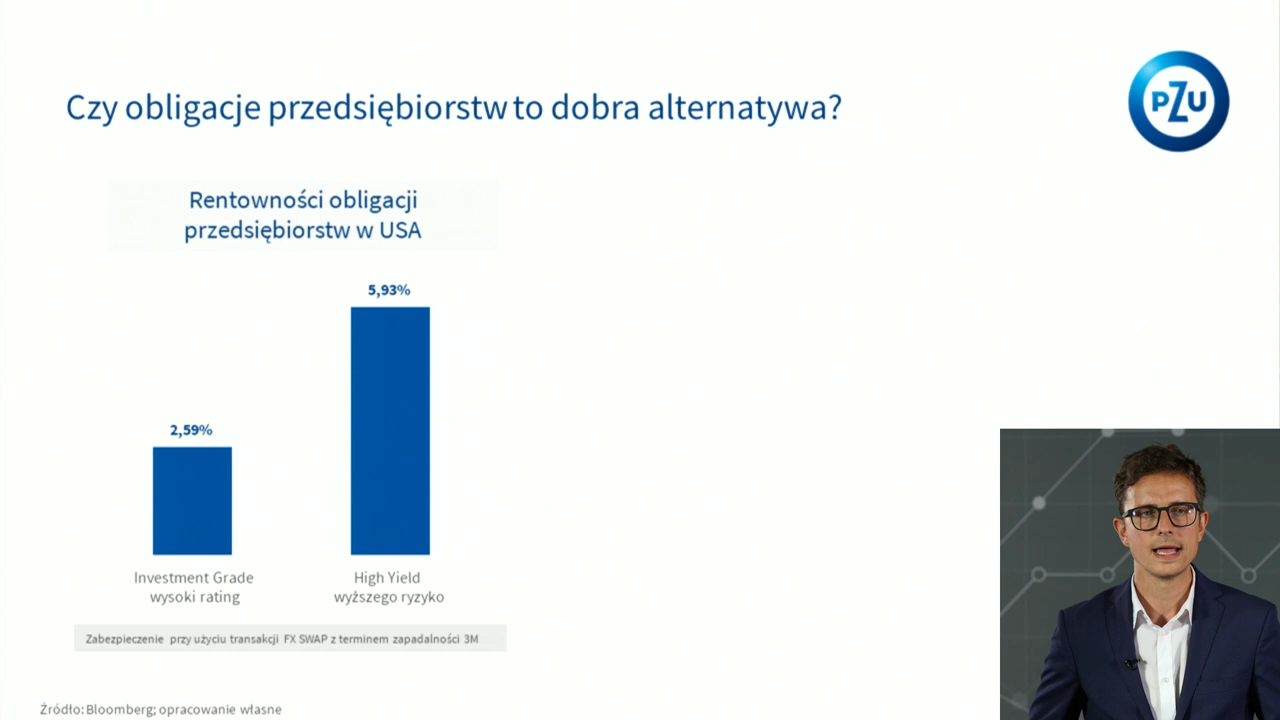 Czy obligacje przedsiębiorstw to dobra alternatywa?
PZU
Rentowności obligacji
przedsiębiorstw w USA
5,93%
2,59%
Investment Grade
wysoki rating
High Yield
wyższego ryzyko
Zabezpieczenie przy użyciu transakcji FX SWAP z terminem zapadalności 3M
Źródło: Bloomberg; opracowanie własne